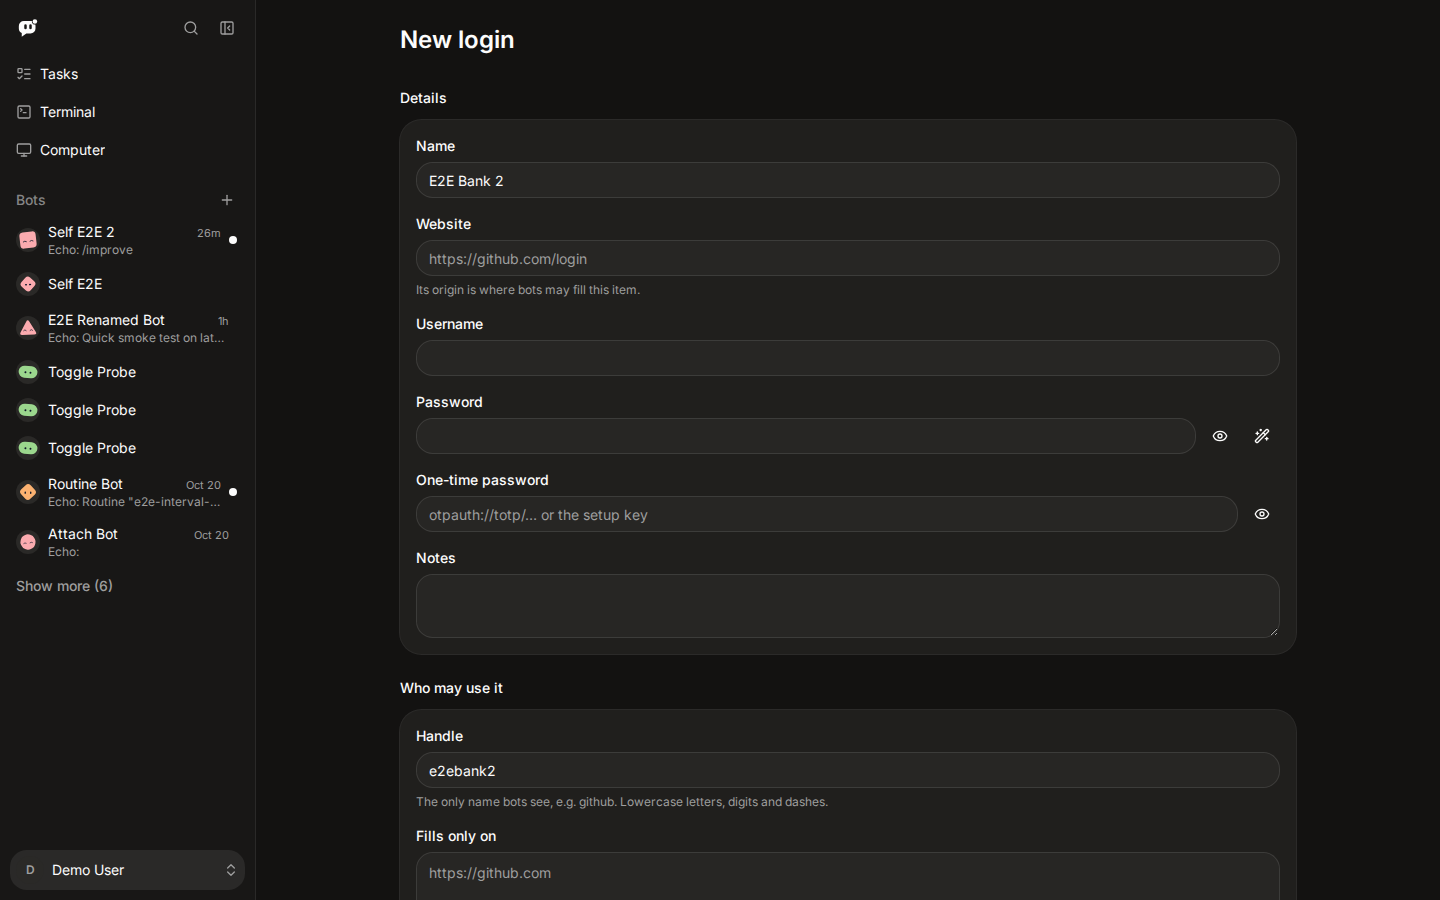 Tasks
Terminal
Computer
Bots
Self E2E 2
26m
Echo: /improve
Self E2E
E2E Renamed Bot
1h
Echo: Quick smoke test on lat...
Toggle Probe
Toggle Probe
Toggle Probe
Routine Bot
Oct 20
Echo: Routine "e2e-interval-...
Attach Bot
Oct 20
Echo:
Show more (6)
D
Demo User
New login
Details
Name
E2E Bank 2
Website
https://github.com/login
Its origin is where bots may fill this item.
Username
Password
One-time password
otpauth://totp/... or the setup key
Notes
Who may use it
Handle
e2ebank2
The only name bots see, e.g. github. Lowercase letters, digits and dashes.
Fills only on
https://github.com